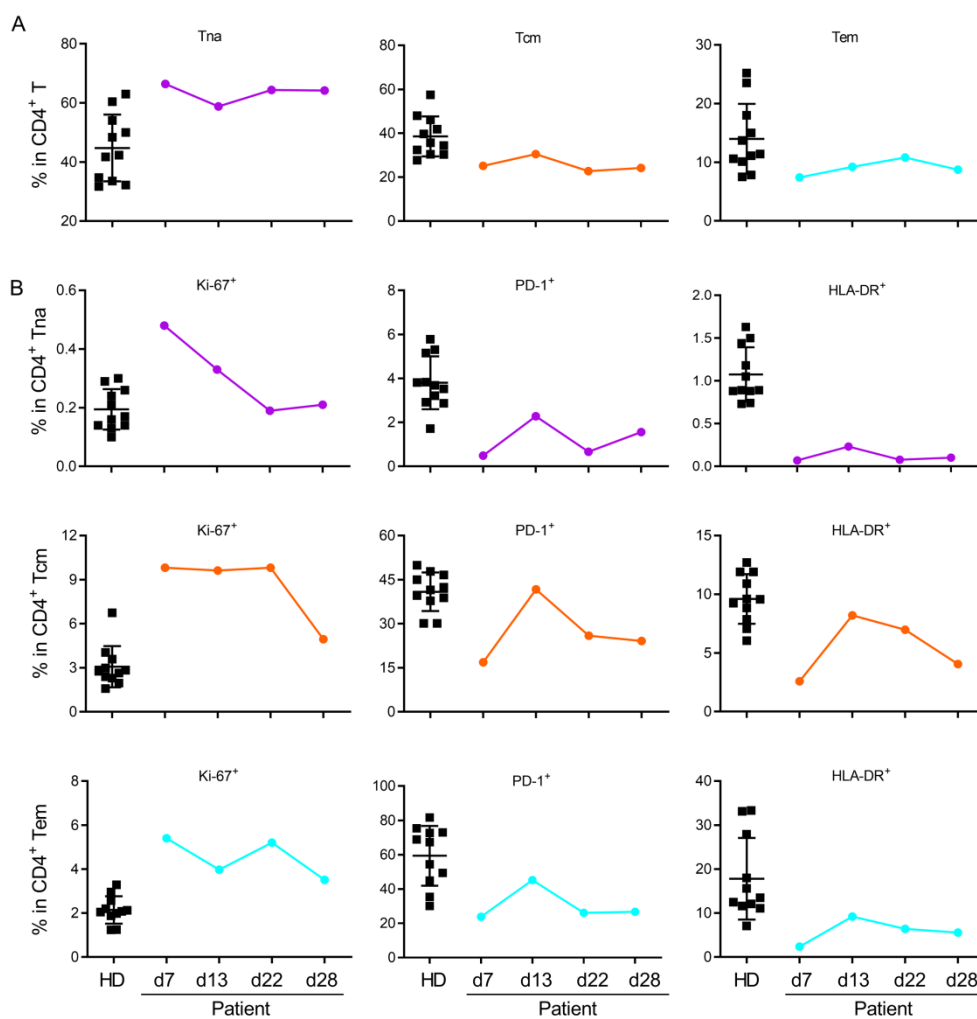 A
Tna
Tcm
Tem
% in CD4⁺ T
80
60
40
20
80
60
40
20
0
30
20
10
0
B
Ki-67⁺
PD-1⁺
HLA-DR⁺
% in CD4⁺ Tna
0.6
0.4
0.2
0.0
8
6
4
2
0
2.0
1.5
1.0
0.5
0.0
Ki-67⁺
PD-1⁺
HLA-DR⁺
% in CD4⁺ Tcm
12
9
6
3
0
60
45
30
15
0
15
10
5
0
Ki-67⁺
PD-1⁺
HLA-DR⁺
% in CD4⁺ Tem
8
6
4
2
0
100
80
60
40
20
0
40
30
20
10
0
HD d7 d13 d22 d28
Patient
HD d7 d13 d22 d28
Patient
HD d7 d13 d22 d28
Patient